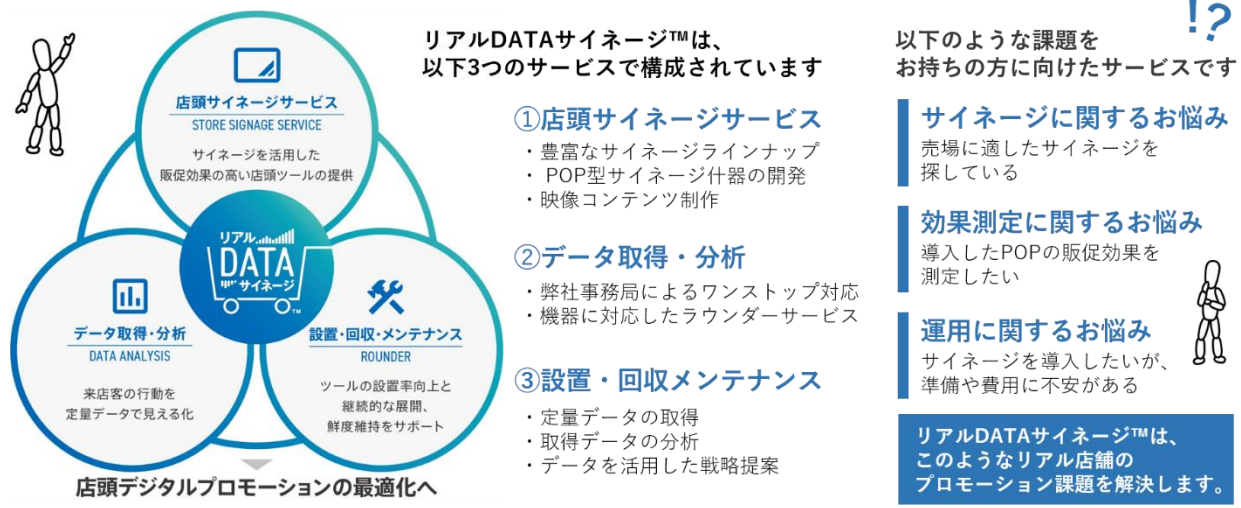 店頭サイネージサービス
STORE SIGNAGE SERVICE
サイネージを活用した
販促効果の高い店頭ツールの提供
リアル
DATA
サイネージ
TM
データ取得・分析
DATA ANALYSIS
来店客の行動を
定量データで見える化
設置・回収・メンテナンス
ROUNDER
ツールの設置率向上と
継続的な展開、
鮮度維持をサポート
店頭デジタルプロモーションの最適化へ
リアルDATAサイネージ™は、
以下3つのサービスで構成されています
①店頭サイネージサービス
・豊富なサイネージラインナップ
・ POP型サイネージ什器の開発
・映像コンテンツ制作
②データ取得・分析
・弊社事務局によるワンストップ対応
・機器に対応したラウンダーサービス
③設置・回収メンテナンス
・定量データの取得
・取得データの分析
・データを活用した戦略提案
!?
以下のような課題を
お持ちの方に向けたサービスです
サイネージに関するお悩み
売場に適したサイネージを
探している
効果測定に関するお悩み
導入したPOPの販促効果を
測定したい
運用に関するお悩み
サイネージを導入したいが、
準備や費用に不安がある
リアルDATAサイネージ™は、
このようなリアル店舗の
プロモーション課題を解決します。